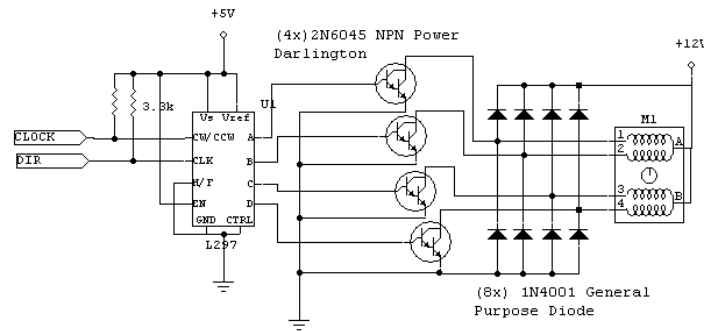 +5V
(4x)2N6045 NPN Power
Darlington
+12V
3.3k
U1
Vs Vref
M1
CLOCK
CW/CCW
A
1
A
2
DIR
CLK
B
H/F
C
3
B
EN
D
4
GND CTRL
L297
(8x) 1N4001 General
Purpose Diode